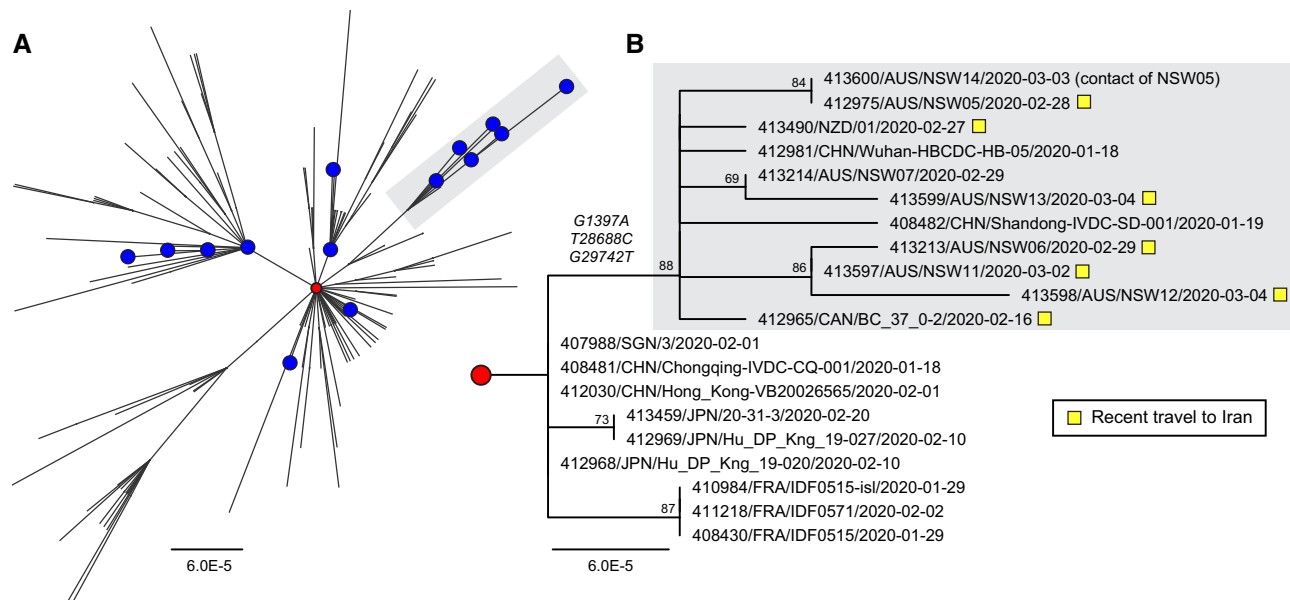 A
B
84
413600/AUS/NSW14/2020-03-03 (contact of NSW05)
412975/AUS/NSW05/2020-02-28
413490/NZD/01/2020-02-27
412981/CHN/Wuhan-HBCDC-HB-05/2020-01-18
69
413214/AUS/NSW07/2020-02-29
413599/AUS/NSW13/2020-03-04
G1397A
T28688C
G29742T
88
408482/CHN/Shandong-IVDC-SD-001/2020-01-19
86
413213/AUS/NSW06/2020-02-29
413597/AUS/NSW11/2020-03-02
413598/AUS/NSW12/2020-03-04
412965/CAN/BC_37_0-2/2020-02-16
407988/SGN/3/2020-02-01
408481/CHN/Chongqing-IVDC-CQ-001/2020-01-18
412030/CHN/Hong_Kong-VB20026565/2020-02-01
73
413459/JPN/20-31-3/2020-02-20
412969/JPN/Hu_DP_Kng_19-027/2020-02-10
412968/JPN/Hu_DP_Kng_19-020/2020-02-10
87
410984/FRA/IDF0515-isl/2020-01-29
411218/FRA/IDF0571/2020-02-02
408430/FRA/IDF0515/2020-01-29
Recent travel to Iran
6.0E-5
6.0E-5